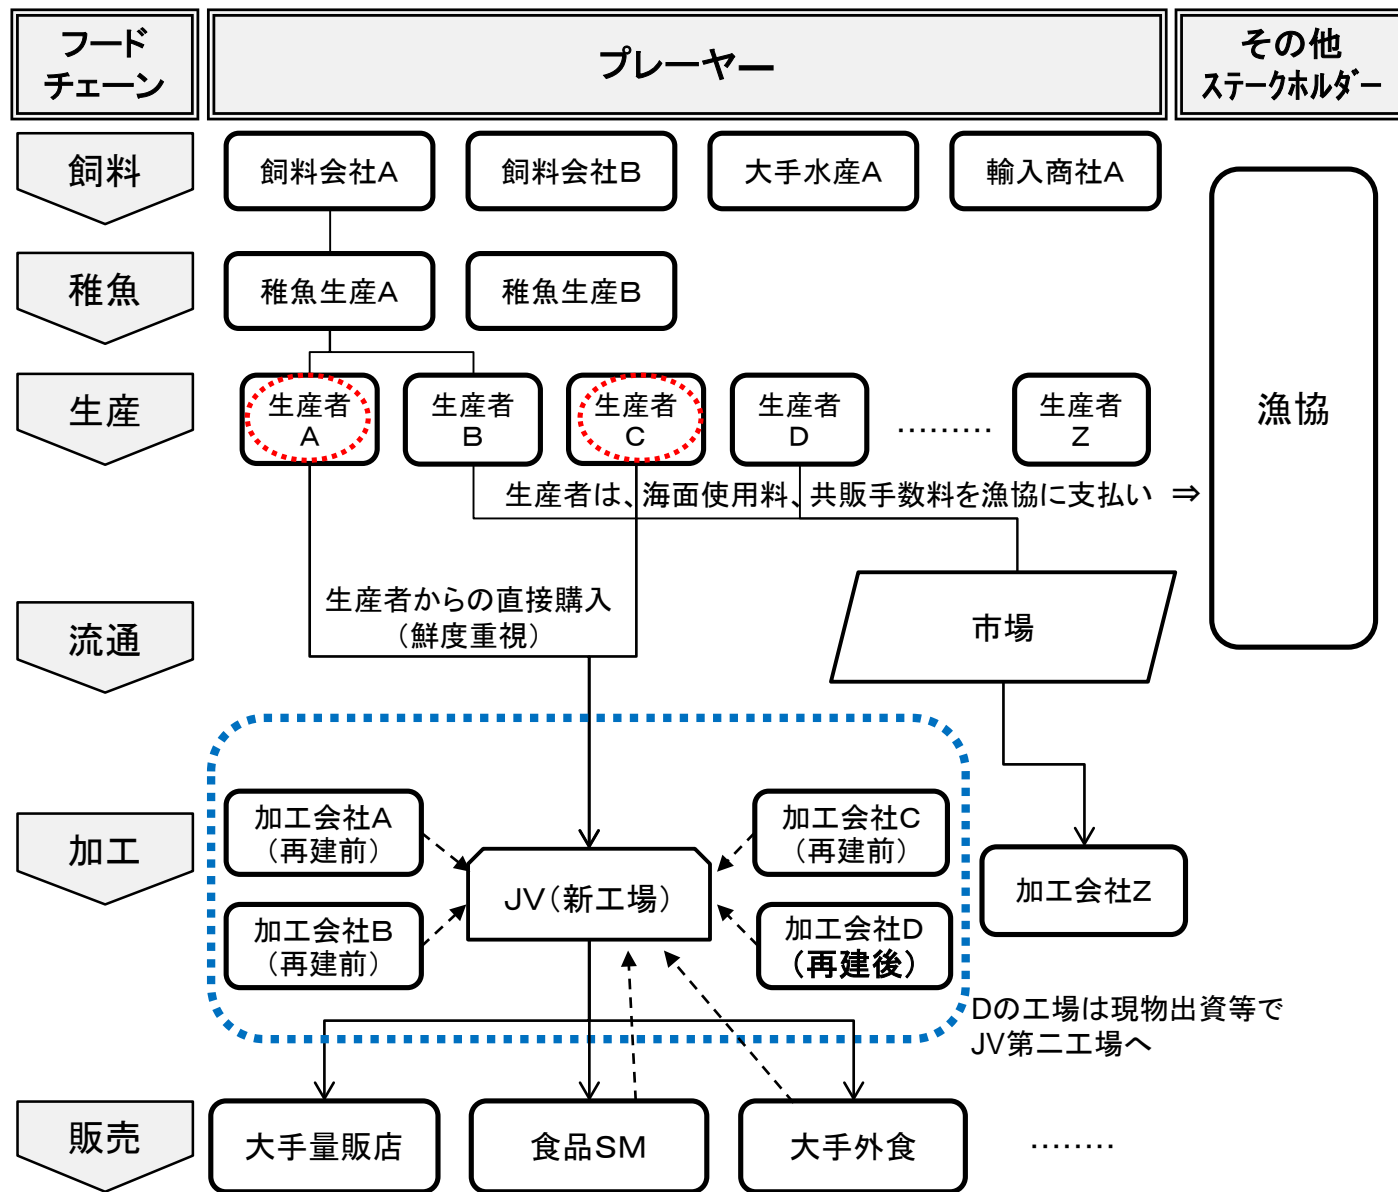 フード
チェーン
プレーヤー
その他
ステークホルダー
飼料
飼料会社A
飼料会社B
大手水産A
輸入商社A
稚魚
稚魚生産A
稚魚生産B
漁協
生産
生産者
A
生産者
B
生産者
C
生産者
D
………
生産者
Z
生産者は、海面使用料、共販手数料を漁協に支払い ⇒
流通
生産者からの直接購入
（鮮度重視）
市場
加工
加工会社A
（再建前）
加工会社B
（再建前）
JV（新工場）
加工会社C
（再建前）
加工会社D
（再建後）
加工会社Z
Dの工場は現物出資等で
JV第二工場へ
販売
大手量販店
食品SM
大手外食
………